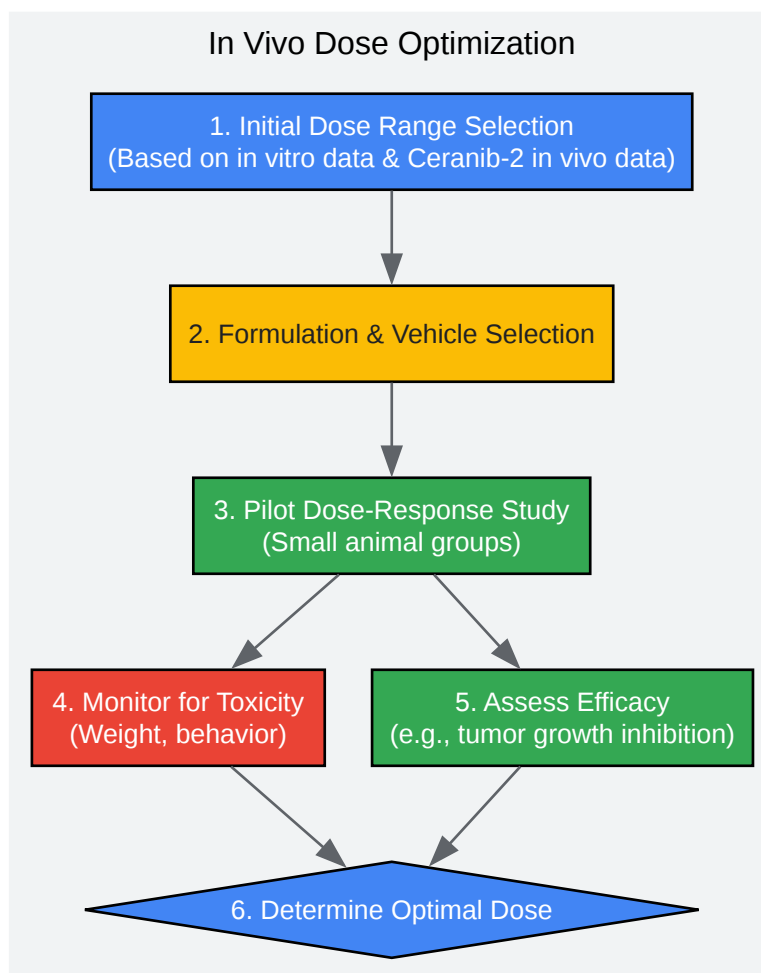 In Vivo Dose Optimization
1. Initial Dose Range Selection
(Based on in vitro data & Ceranib-2 in vivo data)
2. Formulation & Vehicle Selection
3. Pilot Dose-Response Study
(Small animal groups)
4. Monitor for Toxicity
(Weight, behavior)
5. Assess Efficacy
(e.g., tumor growth inhibition)
6. Determine Optimal Dose